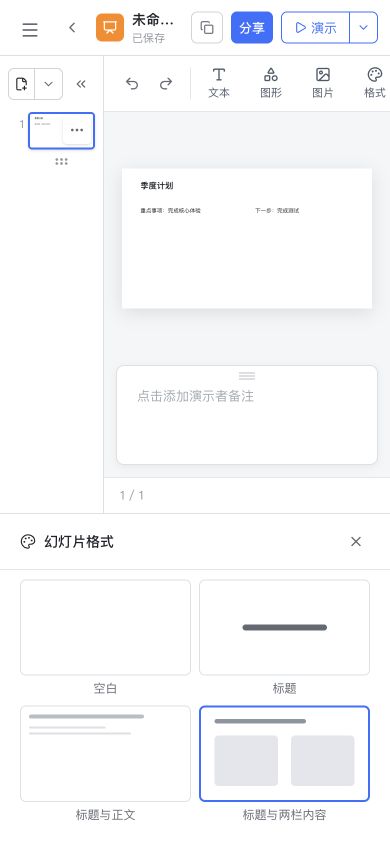 未命...
已保存
分享
演示
文本
图形
图片
格式
1
季度计划
重点事项：完成核心体验
下一步：完成测试
点击添加演示者备注
1 / 1
幻灯片格式
空白
标题
标题与正文
标题与两栏内容